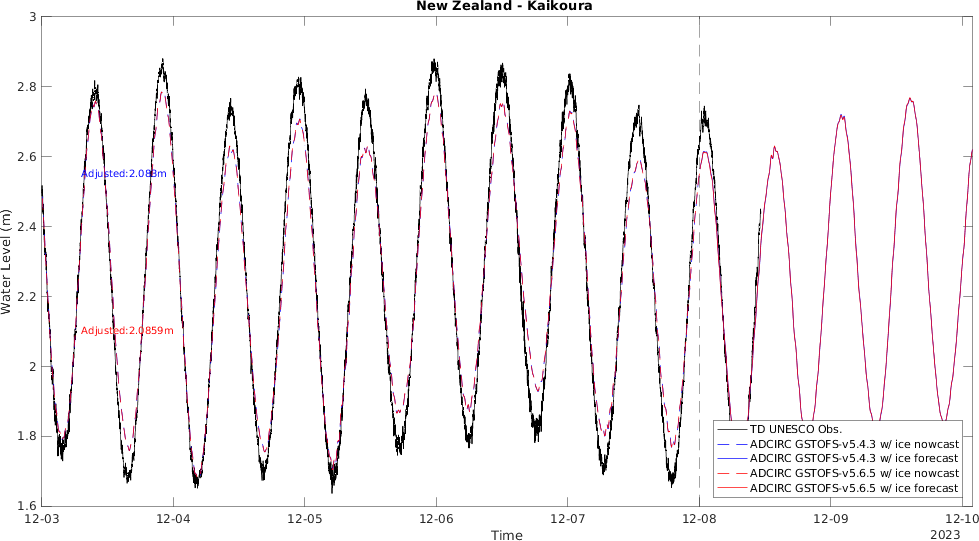 New Zealand - Kaikoura
3
2.8
2.6
2.4
2.2
2
1.8
1.6
Water Level (m)
Adjusted:2.088m
Adjusted:2.0859m
TD UNESCO Obs.
ADCIRC GSTOFS-v5.4.3 w/ ice nowcast
ADCIRC GSTOFS-v5.4.3 w/ ice forecast
ADCIRC GSTOFS-v5.6.5 w/ ice nowcast
ADCIRC GSTOFS-v5.6.5 w/ ice forecast
12-03 12-04 12-05 12-06 12-07 12-08 12-09 12-10
Time
2023